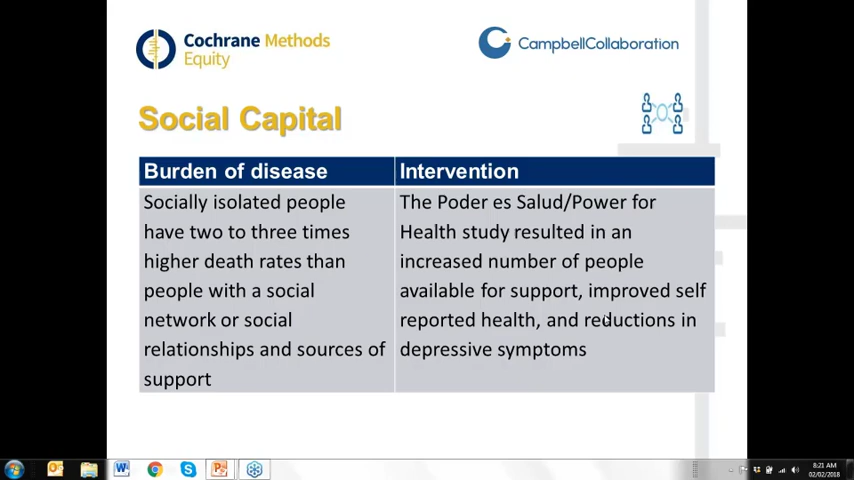 Cochrane Methods
Equity
CampbellCollaboration
Social Capital
Burden of disease
Intervention
Socially isolated people
have two to three times
higher death rates than
people with a social
network or social
relationships and sources of
support
The Poder es Salud/Power for
Health study resulted in an
increased number of people
available for support, improved self
reported health, and reductions in
depressive symptoms
8:21 AM
02/02/2018